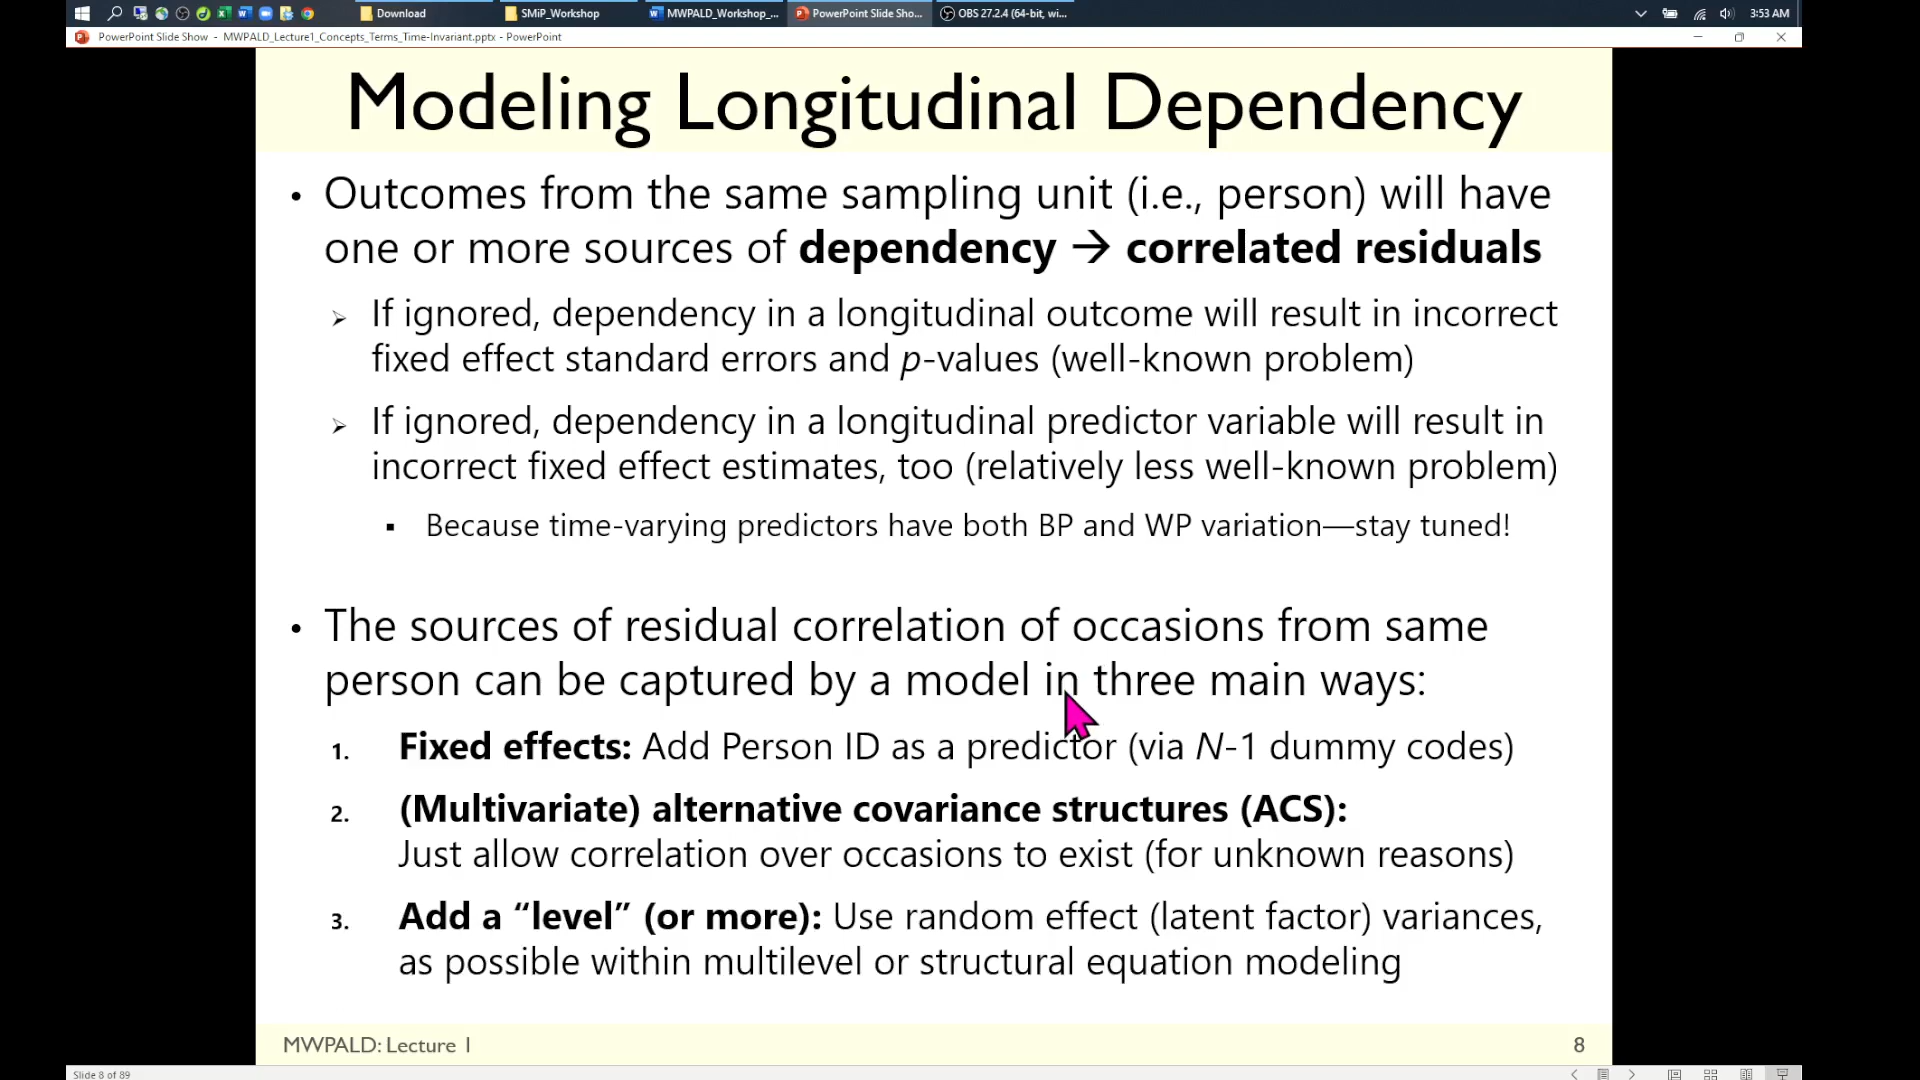 Download
SMiP_Workshop
MWPALD_Workshop_...
PowerPoint Slide Sho...
OBS 27.2.4 (64-bit, wi...
3:53 AM
PowerPoint Slide Show - MWPALD_Lecture1_Concepts_Terms_Time-Invariant.pptx - PowerPoint
Modeling Longitudinal Dependency
• Outcomes from the same sampling unit (i.e., person) will have
one or more sources of dependency → correlated residuals
➢ If ignored, dependency in a longitudinal outcome will result in incorrect
fixed effect standard errors and p-values (well-known problem)
➢ If ignored, dependency in a longitudinal predictor variable will result in
incorrect fixed effect estimates, too (relatively less well-known problem)
▪ Because time-varying predictors have both BP and WP variation—stay tuned!
• The sources of residual correlation of occasions from same
person can be captured by a model in three main ways:
1. Fixed effects: Add Person ID as a predictor (via N-1 dummy codes)
2. (Multivariate) alternative covariance structures (ACS):
Just allow correlation over occasions to exist (for unknown reasons)
3. Add a “level” (or more): Use random effect (latent factor) variances,
as possible within multilevel or structural equation modeling
MWPALD: Lecture 1
8
Slide 8 of 89